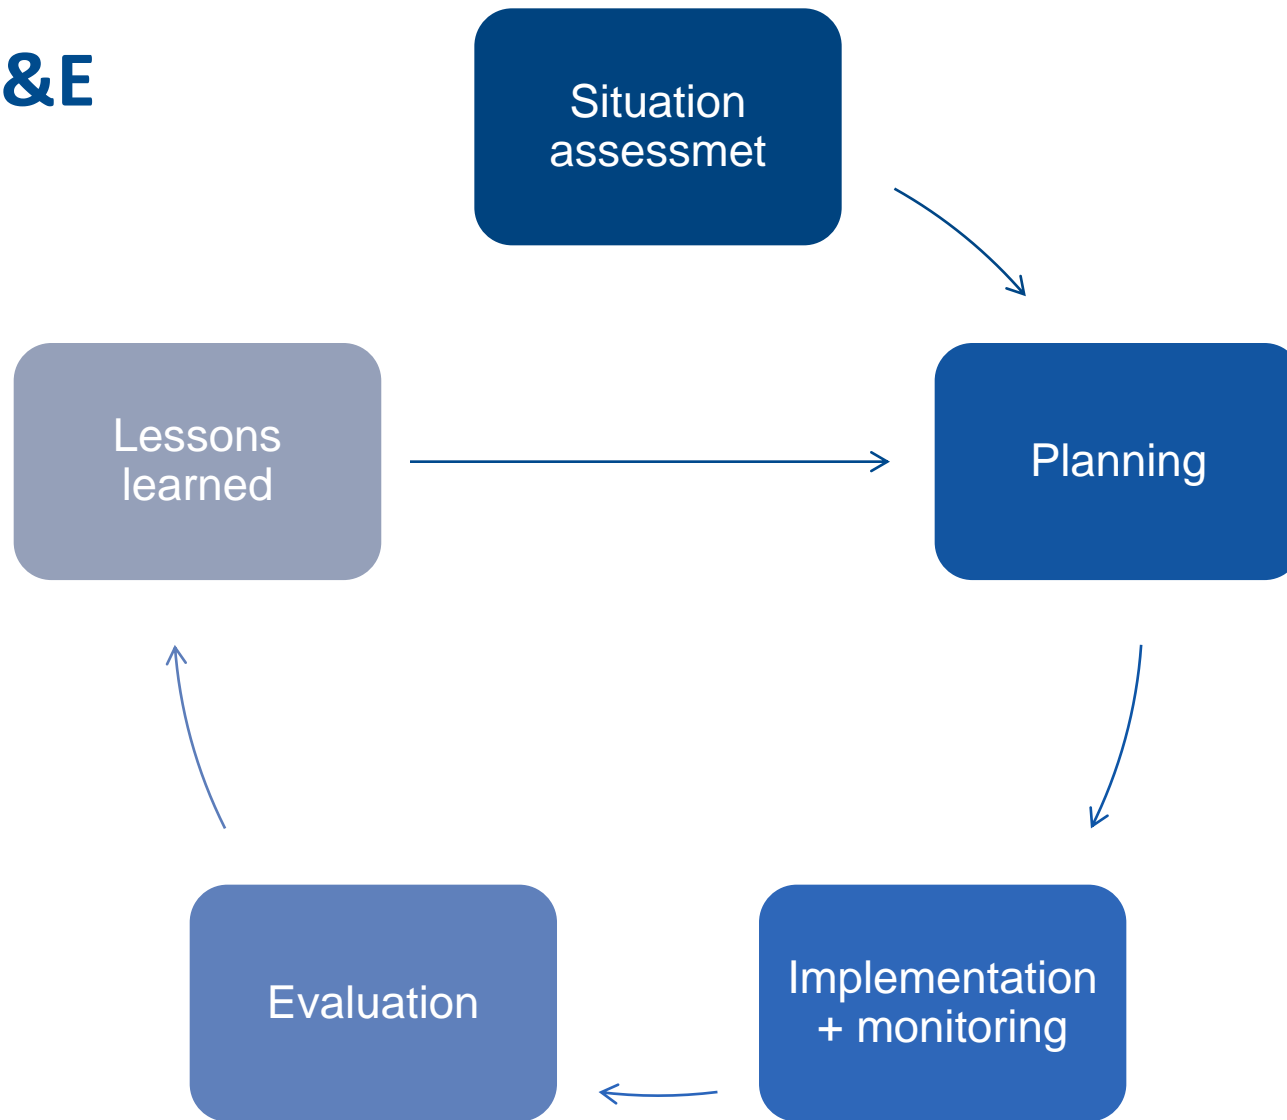 &E
Situation
assessmet
Lessons
learned
Planning
Evaluation
Implementation
+ monitoring